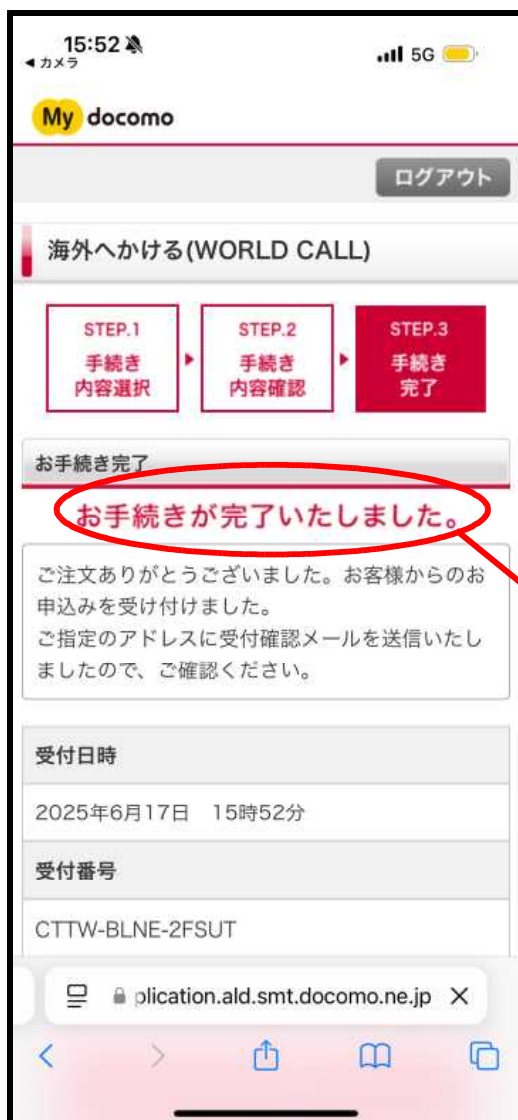 15:52
カメラ
5G
My docomo
ログアウト
海外へかける(WORLD CALL)
STEP.1
手続き
内容選択
STEP.2
手続き
内容確認
STEP.3
手続き
完了
お手続き完了
お手続きが完了いたしました。
ご注文ありがとうございました。お客様からのお
申込みを受け付けました。
ご指定のアドレスに受付確認メールを送信いたし
ましたので、ご確認ください。
受付日時
2025年6月17日 15時52分
受付番号
CTTW-BLNE-2FSUT
plication.ald.smt.docomo.ne.jp